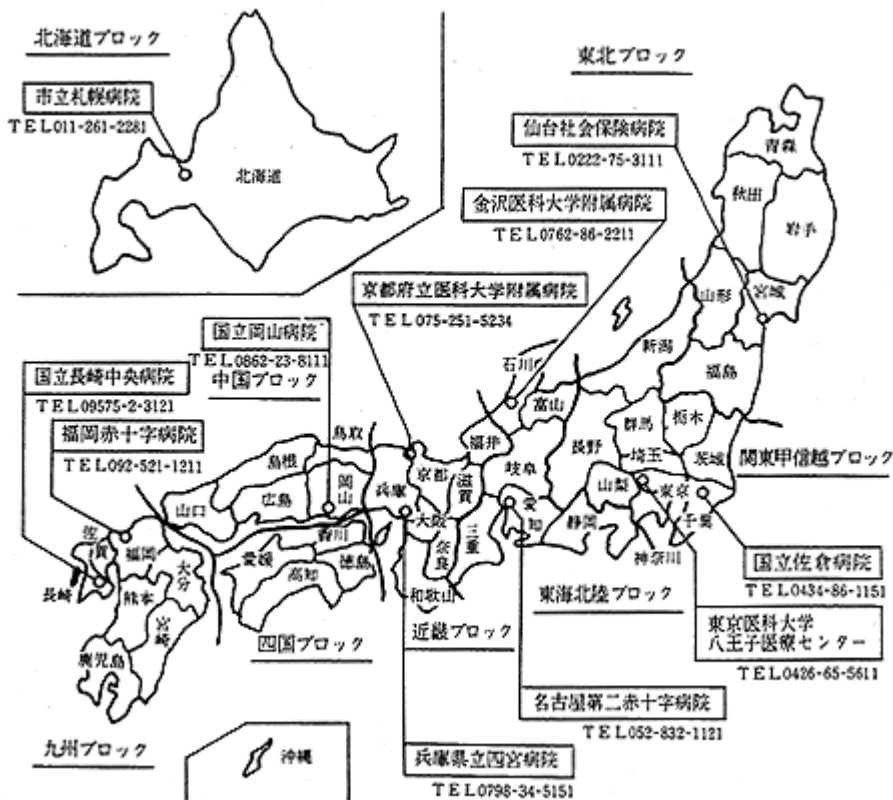 北海道ブロック
市立札幌病院
TEL011-261-2281
北海道
東北ブロック
仙台社会保険病院
TEL0222-75-3111
金沢医科大学附属病院
TEL0762-86-2211
京都府立医科大学附属病院
TEL075-251-5234
国立岡山病院
TEL0862-23-8111
中国ブロック
国立長崎中央病院
TEL09575-2-3121
福岡赤十字病院
TEL092-521-1211
青森
秋田
岩手
山形
宮城
新潟
福島
石川
富山
福井
群馬
栃木
長野
埼玉
茨城
関東甲信越ブロック
鳥取
島根
岡山
兵庫
京都
滋賀
岐阜
山梨
東京
山口
広島
大阪
愛知
静岡
千葉
神奈川
佐賀
福岡
大分
香川
愛媛
徳島
高知
奈良
三重
和歌山
長崎
熊本
宮崎
鹿児島
国立佐倉病院
TEL0434-86-1151
東海北陸ブロック
東京医科大学
八王子医療センター
TEL0426-65-5611
四国ブロック
近畿ブロック
名古屋第二赤十字病院
TEL052-832-1121
九州ブロック
沖縄
兵庫県立西宮病院
TEL0798-34-5151